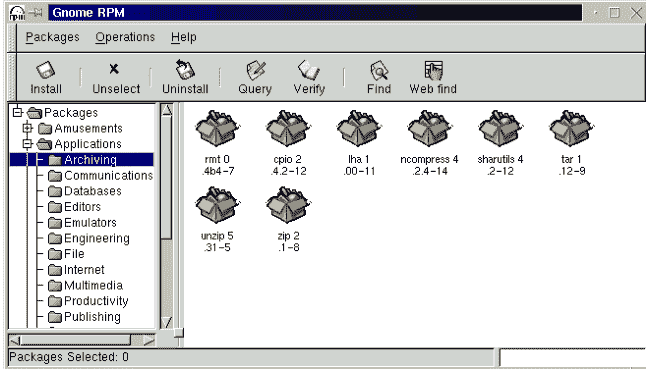 Gnome RPM
Packages Operations Help
Install Unselect Uninstall Query Verify Find Web find
Packages
Amusements
Applications
Archiving
Communications
Databases
Editors
Emulators
Engineering
File
Internet
Multimedia
Productivity
Publishing
rmt 0 cpio 2 lha 1 ncompress 4 sharutils 4 tar 1
.4b4-7 .4.2-12 .00-11 .2.4-14 .2-12 .12-9
unzip 5 zip 2
.31-5 .1-8
Packages Selected: 0